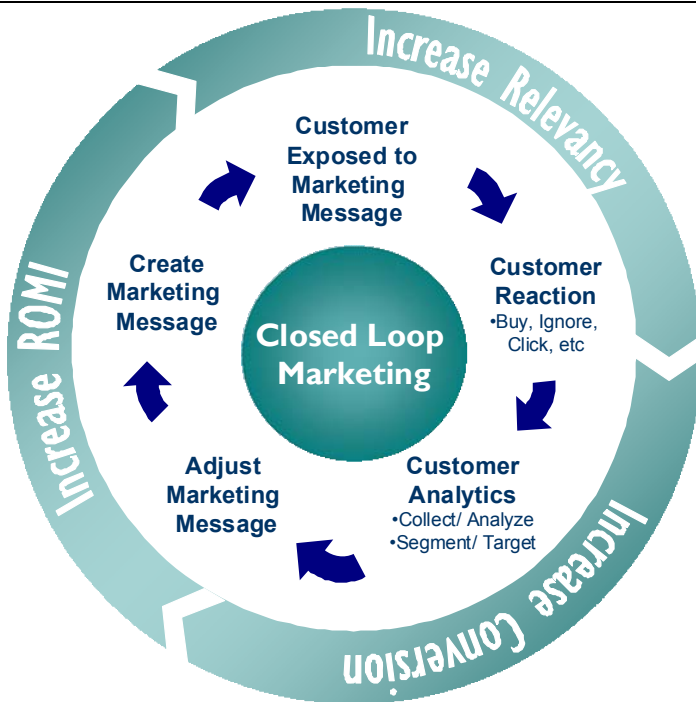 Increase Relevancy
Customer
Exposed to
Marketing
Message
Customer
Reaction
•Buy, Ignore,
Click, etc
Customer
Analytics
•Collect/ Analyze
•Segment/ Target
Adjust
Marketing
Message
Create
Marketing
Message
Closed Loop
Marketing
Increase Conversion
Increase ROMI